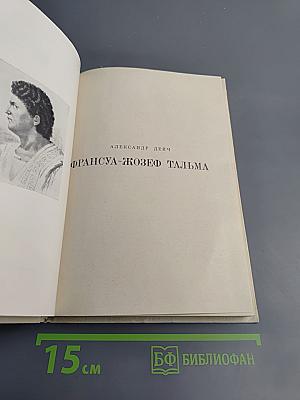 АЛЕКСАНДР ДЕЙЧ
ФРАНСУА-ЖОЗЕФ ТАЛЬМА
15 см
БФ БИБЛИОФАН